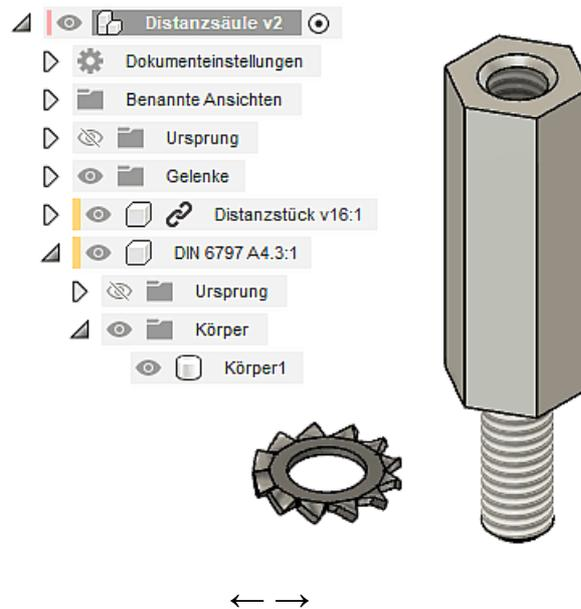 Distanzsäule v2
Dokumenteinstellungen
Benannte Ansichten
Ursprung
Gelenke
Distanzstück v16:1
DIN 6797 A4.3:1
Ursprung
Körper
Körper1
← →